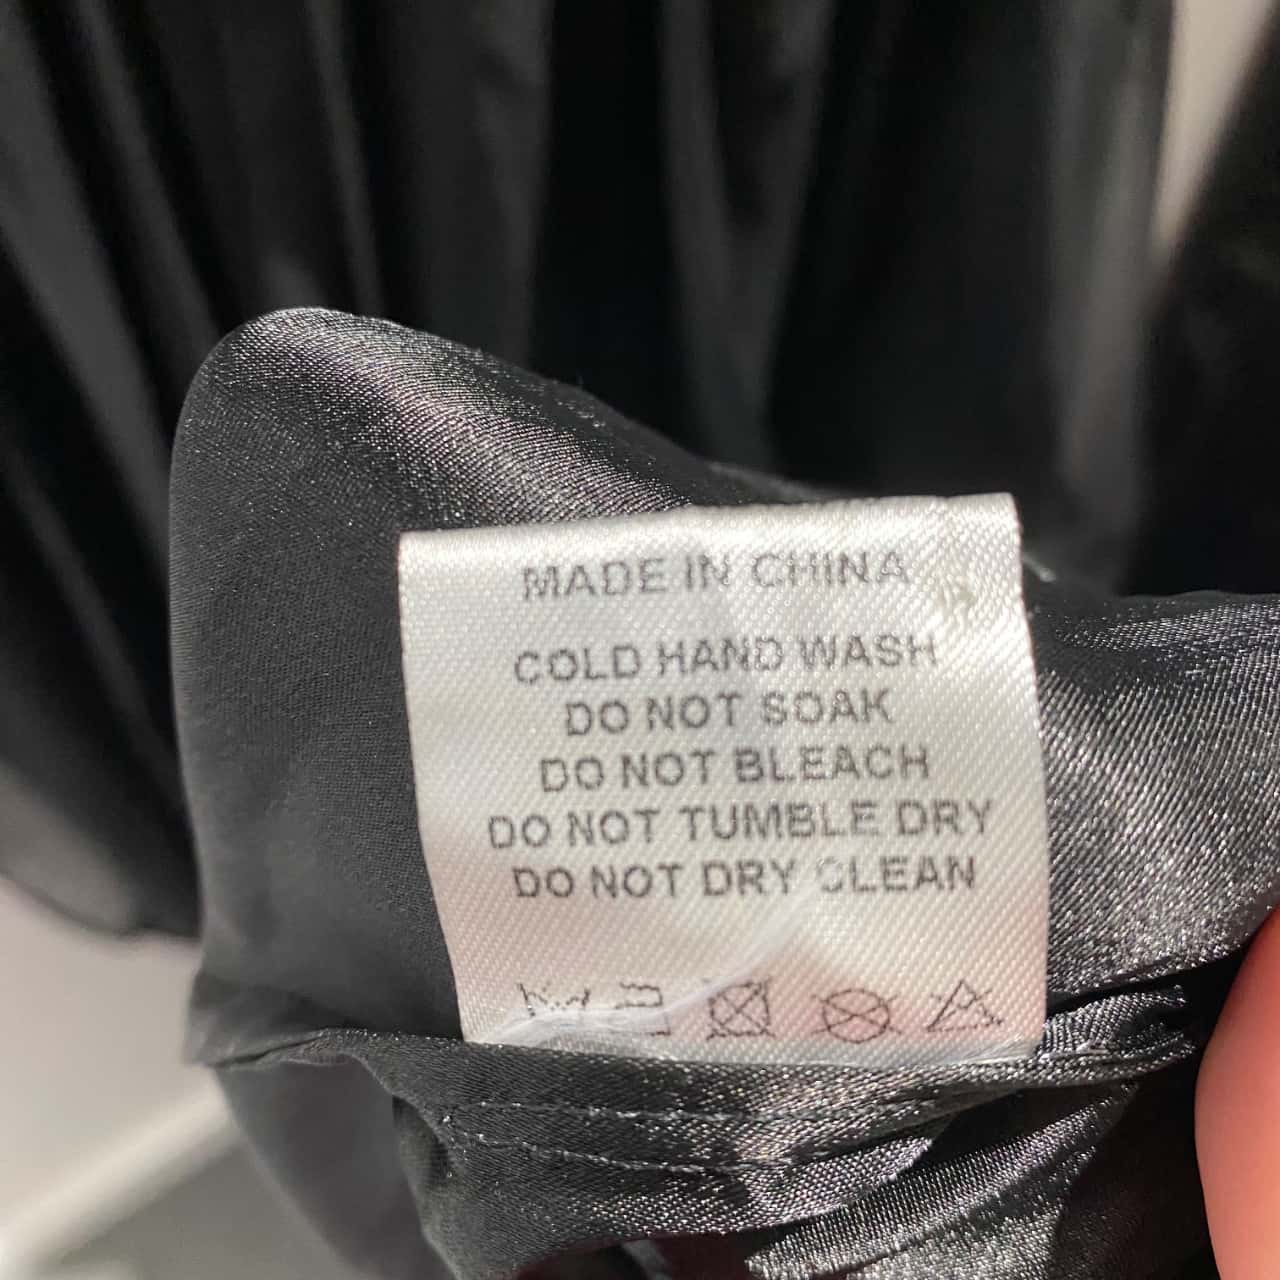 MADE IN CHINA
COLD HAND WASH
DO NOT SOAK
DO NOT BLEACH
DO NOT TUMBLE DRY
DO NOT DRY CLEAN